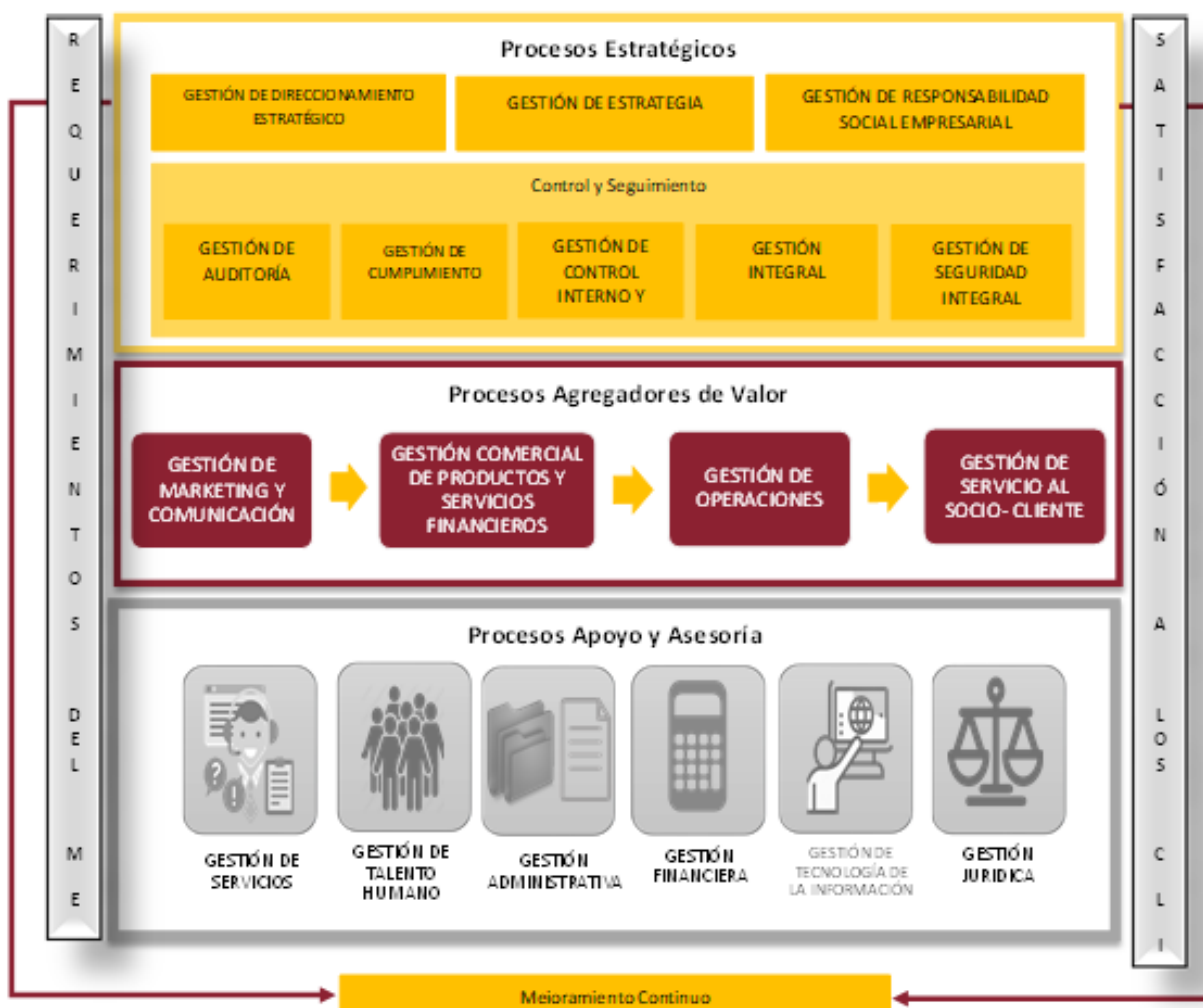 REQUERIMIENTOS DEL ME
Procesos Estratégicos
GESTIÓN DE DIRECCIONAMIENTO
ESTRATÉGICO
GESTIÓN DE ESTRATEGIA
GESTIÓN DE RESPONSABILIDAD
SOCIAL EMPRESARIAL
Control y Seguimiento
GESTIÓN DE
AUDITORÍA
GESTIÓN DE
CUMPLIMIENTO
GESTIÓN DE
CONTROL
INTERNO Y
GESTIÓN
INTEGRAL
GESTIÓN DE
SEGURIDAD
INTEGRAL
Procesos Agregadores de Valor
GESTIÓN DE
MARKETING Y
COMUNICACIÓN
GESTIÓN COMERCIAL
DE PRODUCTOS Y
SERVICIOS
FINANCIEROS
GESTIÓN DE
OPERACIONES
GESTIÓN DE
SERVICIO AL
SOCIO- CLIENTE
Procesos Apoyo y Asesoría
GESTIÓN DE
SERVICIOS
GESTIÓN DE
TALENTO
HUMANO
GESTIÓN
ADMINISTRATIVA
GESTIÓN
FINANCIERA
GESTIÓN DE
TECNOLOGÍA DE
LA INFORMACIÓN
GESTIÓN
JURIDICA
SATISFACCIÓN A LOS CLI
Mejoramiento Continuo